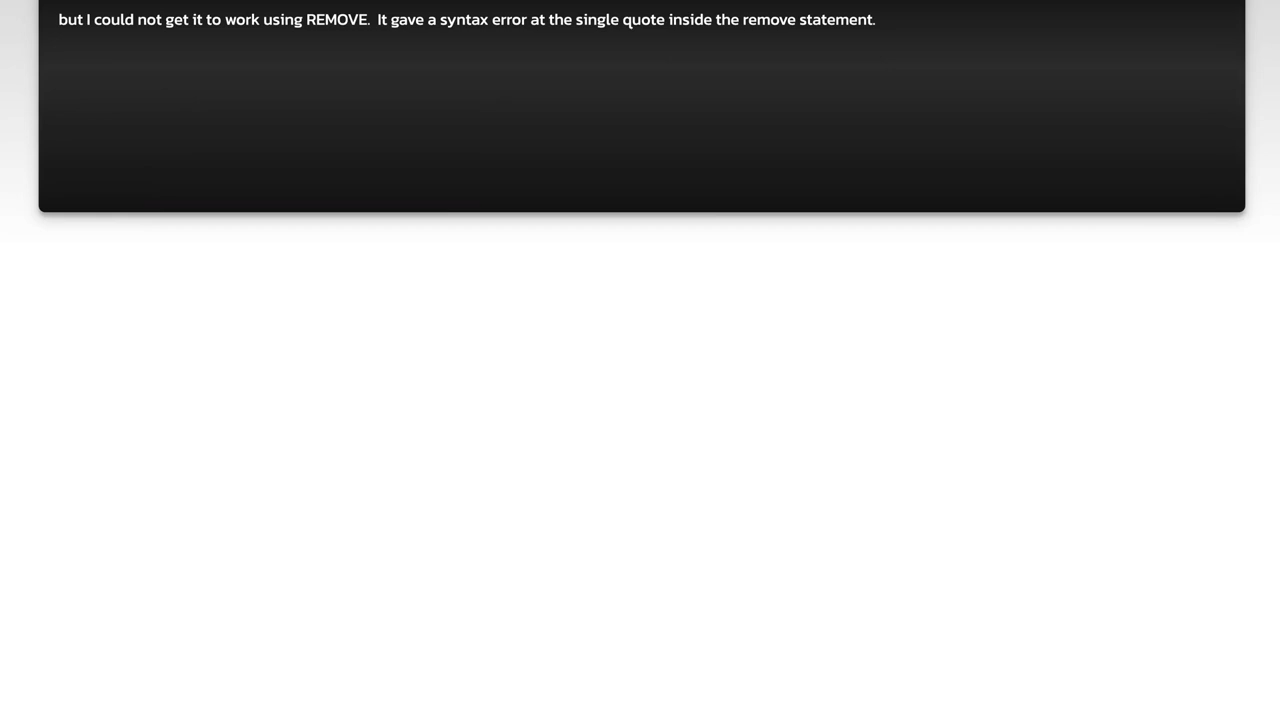 but I could not get it to work using REMOVE.  It gave a syntax error at the single quote inside the remove statement.